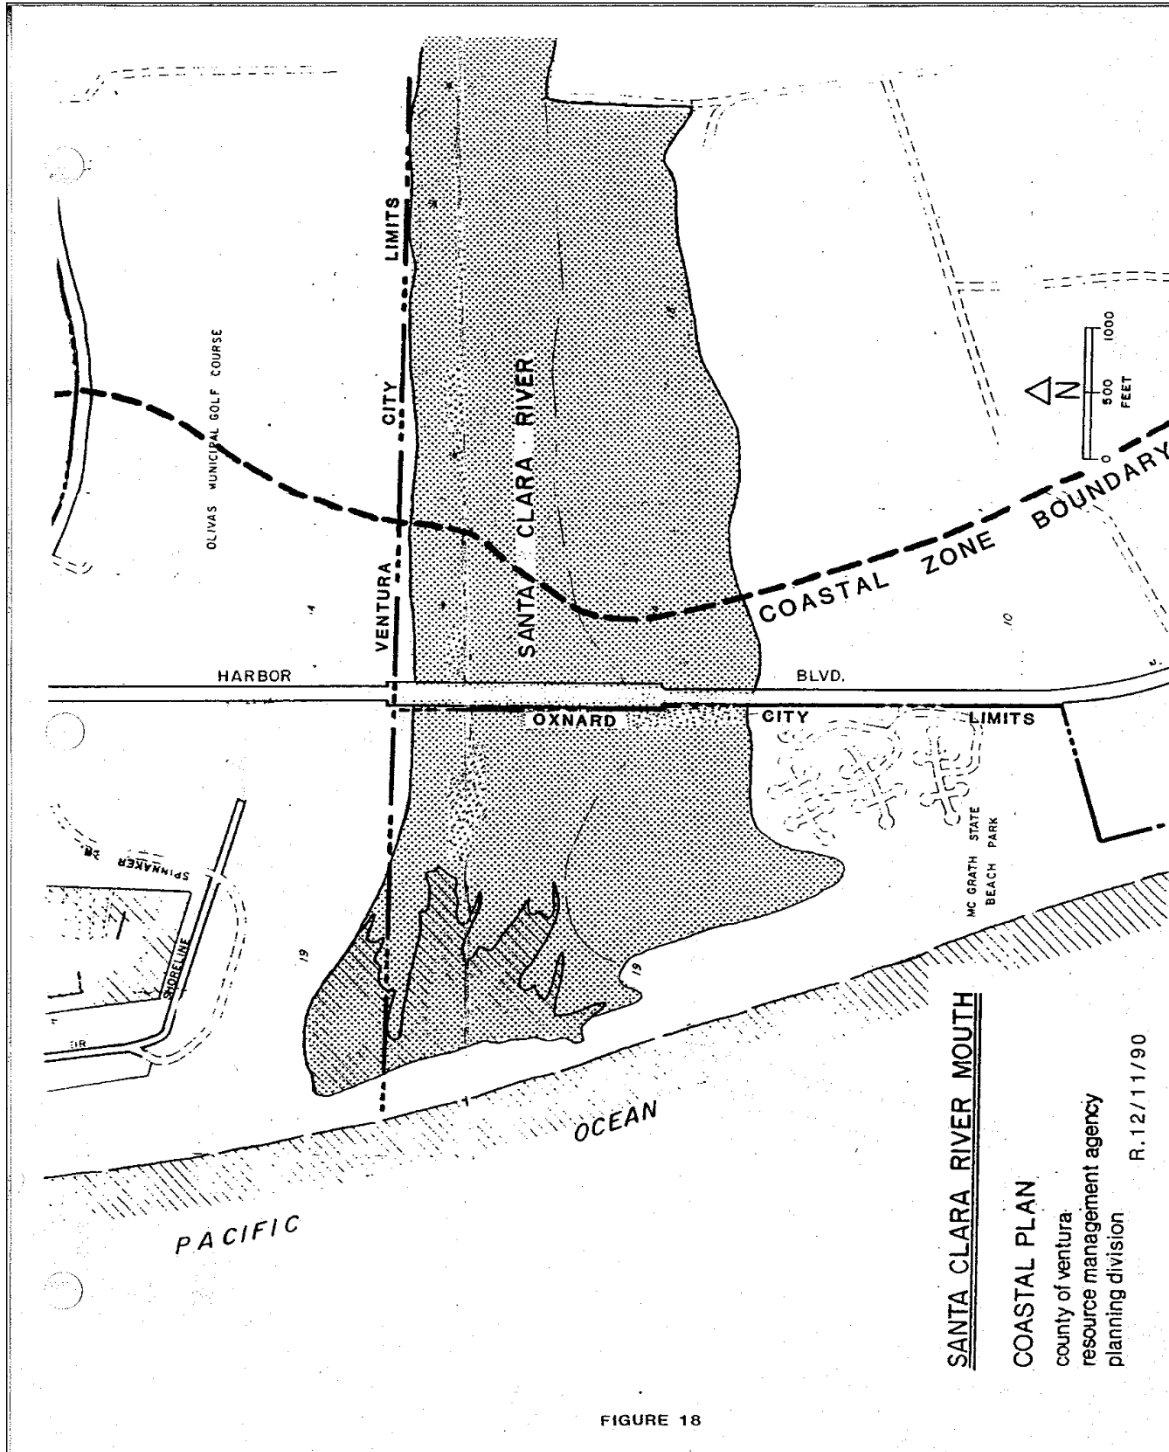 OLIVAS MUNICIPAL GOLF COURSE
VENTURA CITY LIMITS
SANTA CLARA RIVER
COASTAL ZONE BOUNDARY
N
0 500 1000
FEET
HARBOR BLVD.
OXNARD CITY LIMITS
4
10
SPINNAKER DR
SHORELINE
19
19
MC GRATH STATE
BEACH PARK
PACIFIC OCEAN
SANTA CLARA RIVER MOUTH
COASTAL PLAN
county of ventura
resource management agency
planning division
R.12/11/90
FIGURE 18